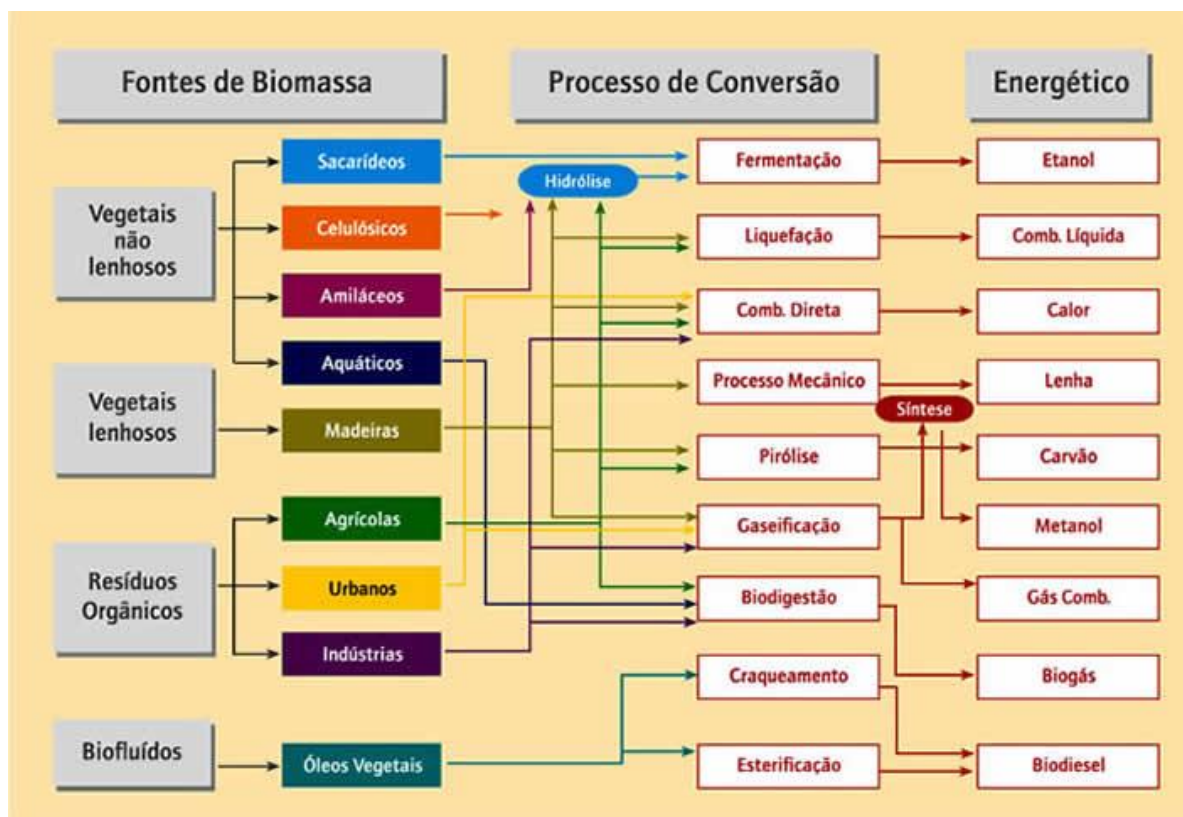 Fontes de Biomassa
Processo de Conversão
Energético
Vegetais
não
lenhosos
Vegetais
lenhosos
Resíduos
Orgânicos
Biofluídos
Sacarídeos
Celulósicos
Amiláceos
Aquáticos
Madeiras
Agrícolas
Urbanos
Indústrias
Óleos Vegetais
Hidrólise
Fermentação
Liquefação
Comb. Direta
Processo Mecânico
Síntese
Pirólise
Gaseificação
Biodigestão
Craqueamento
Esterificação
Etanol
Comb. Líquida
Calor
Lenha
Carvão
Metanol
Gás Comb.
Biogás
Biodiesel